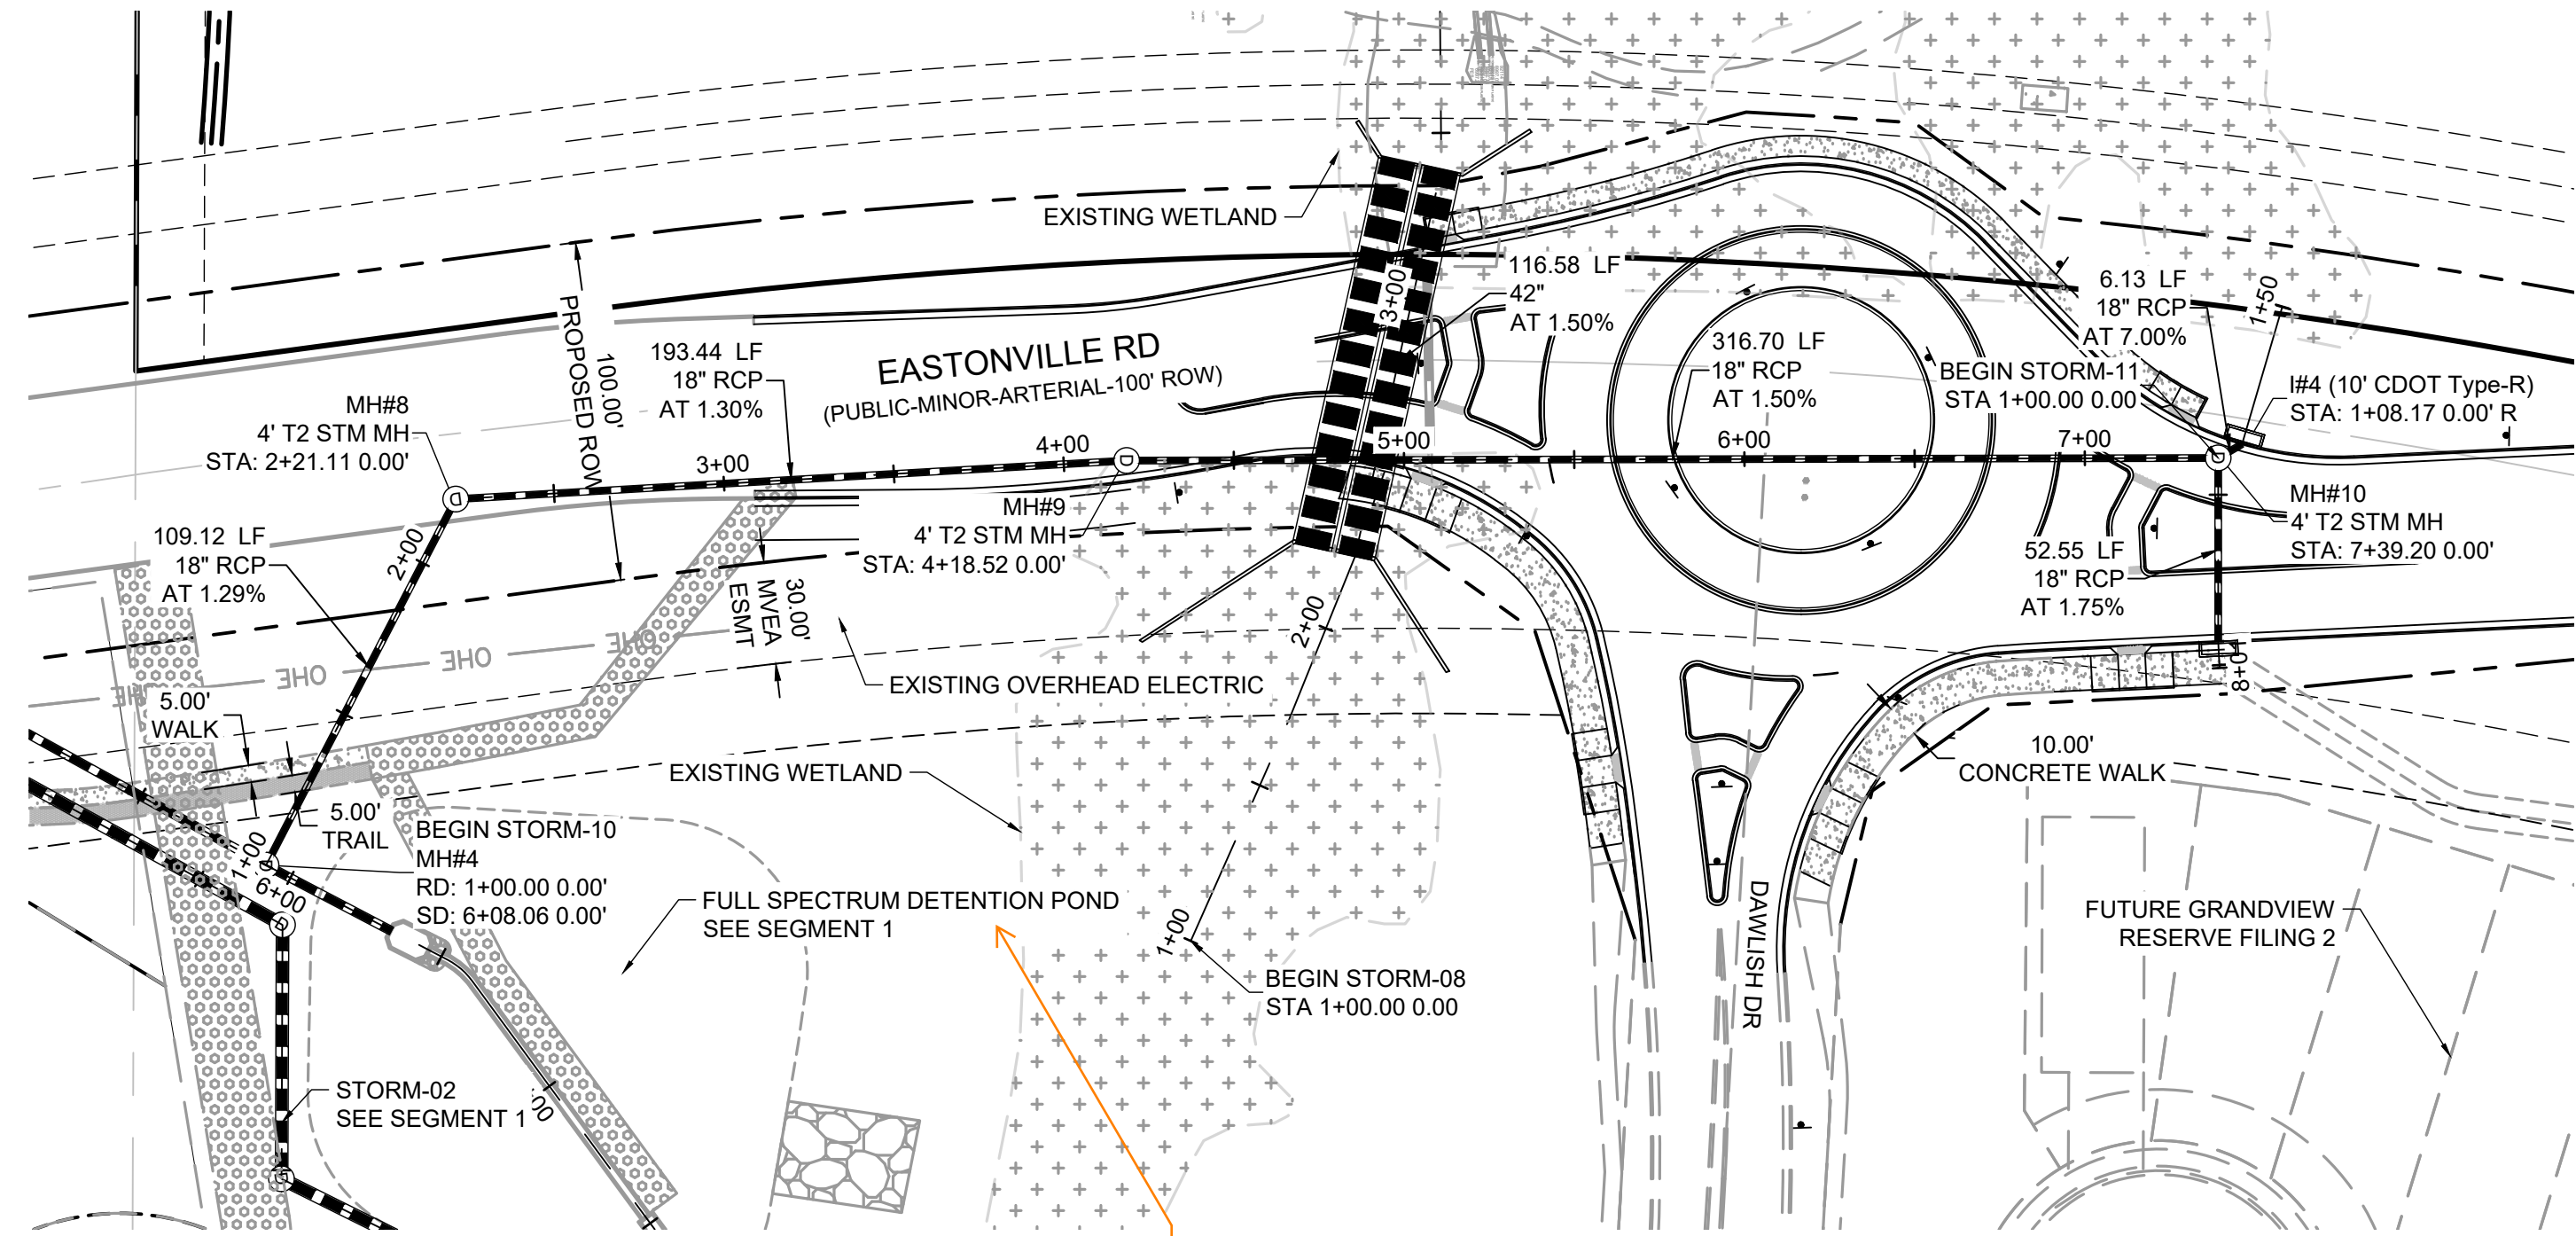 EXISTING WETLAND
116.58 LF
42"
AT 1.50%
3+00
6.13 LF
18" RCP
AT 7.00%
1+50
PROPOSED ROW
100.00'
193.44 LF
18" RCP
AT 1.30%
EASTONVILLE RD
(PUBLIC-MINOR-ARTERIAL-100' ROW)
316.70 LF
18" RCP
AT 1.50%
BEGIN STORM-11
STA 1+00.00 0.00
I#4 (10' CDOT Type-R)
STA: 1+08.17 0.00' R
MH#8
4' T2 STM MH
STA: 2+21.11 0.00'
3+00
4+00
5+00
6+00
7+00
D
D
D
MH#9
4' T2 STM MH
STA: 4+18.52 0.00'
MH#10
4' T2 STM MH
STA: 7+39.20 0.00'
109.12 LF
18" RCP
AT 1.29%
2+00
52.55 LF
18" RCP
AT 1.75%
30.00'
MVEA
ESMT
2+00
OHE
OHE
OHE
OHE
EXISTING OVERHEAD ELECTRIC
5.00'
WALK
10.00'
CONCRETE WALK
EXISTING WETLAND
5.00'
TRAIL
1+00
6+00
D
BEGIN STORM-10
MH#4
RD: 1+00.00 0.00'
SD: 6+08.06 0.00'
FULL SPECTRUM DETENTION POND
SEE SEGMENT 1
1+00
BEGIN STORM-08
STA 1+00.00 0.00
DAWLISH DR
FUTURE GRANDVIEW
RESERVE FILING 2
STORM-02
SEE SEGMENT 1